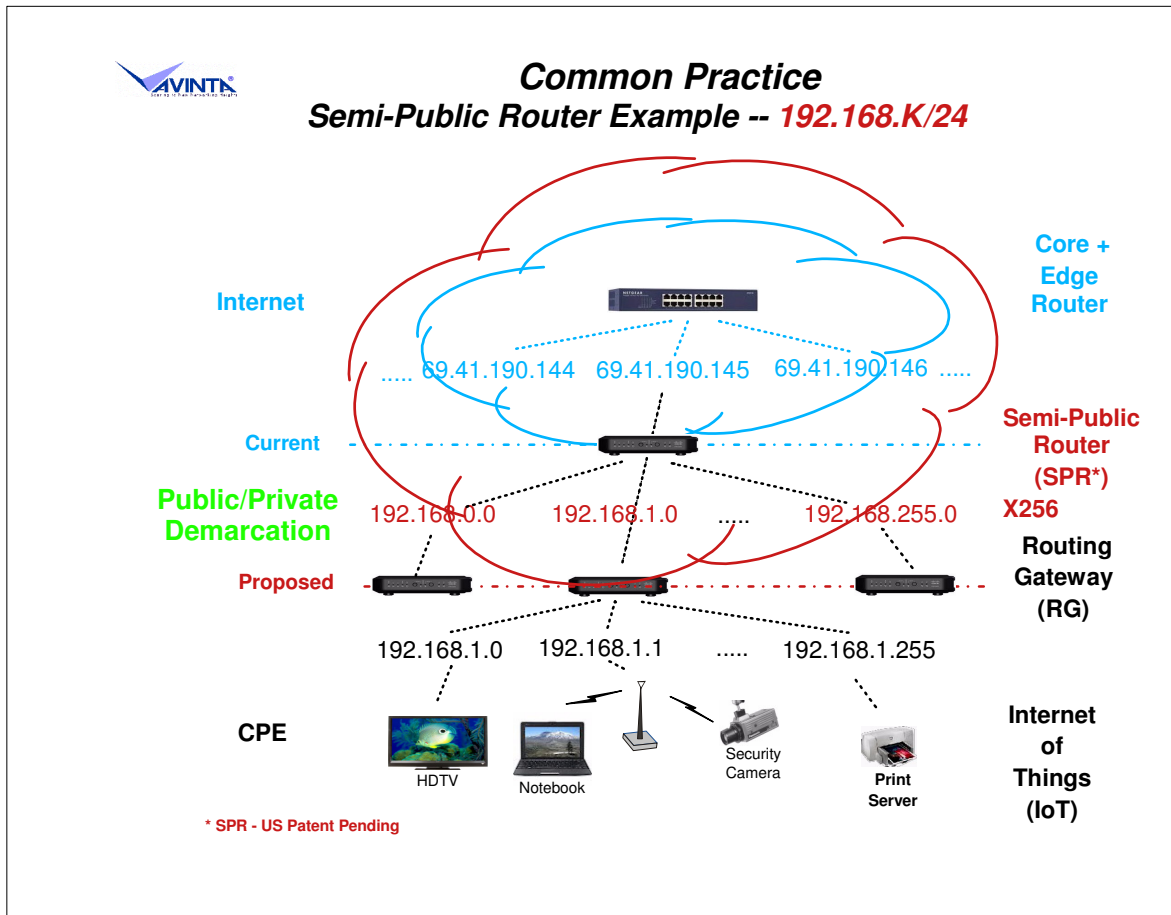 AVINTA®
Common Practice
Semi-Public Router Example -- 192.168.K/24
Internet
Core +
Edge
Router
NETGEAR
..... 69.41.190.144 69.41.190.145 69.41.190.146 .....
Current
Semi-Public
Router
(SPR*)
Public/Private
Demarcation
192.168.0.0 192.168.1.0 ..... 192.168.255.0
X256
Proposed
Routing
Gateway
(RG)
192.168.1.0 192.168.1.1 ..... 192.168.1.255
CPE
HDTV
Notebook
Security
Camera
Print
Server
Internet
of
Things
(IoT)
* SPR - US Patent Pending